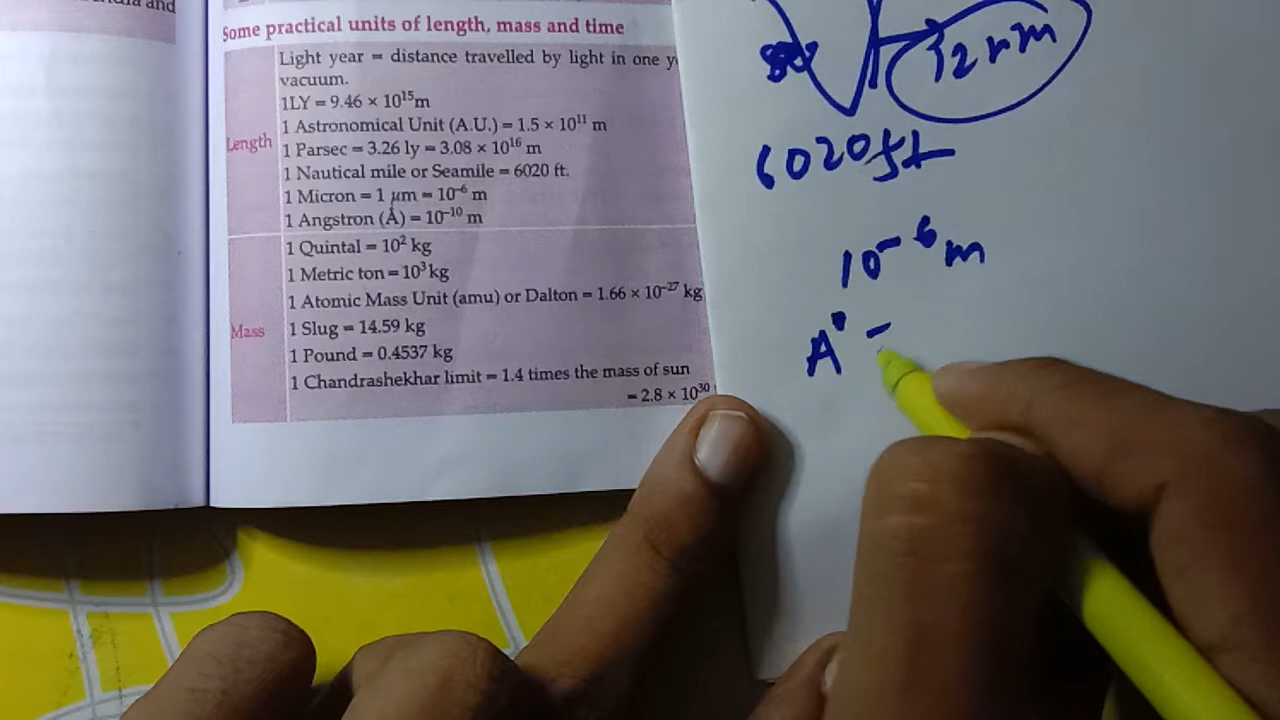 and
Some practical units of length, mass and time
Length
Light year = distance travelled by light in one
vacuum.
1LY = 9.46 × 10¹⁵m
1 Astronomical Unit (A.U.) = 1.5 × 10¹¹ m
1 Parsec = 3.26 ly = 3.08 × 10¹⁶ m
1 Nautical mile or Seamile = 6020 ft.
1 Micron = 1 μm = 10⁻⁶ m
1 Angstron (Å) = 10⁻¹⁰ m
Mass
1 Quintal = 10² kg
1 Metric ton = 10³ kg
1 Atomic Mass Unit (amu) or Dalton = 1.66 × 10⁻²⁷ kg
1 Slug = 14.59 kg
1 Pound = 0.4537 kg
1 Chandrashekhar limit = 1.4 times the mass of sun
= 2.8 × 10³⁰
6020ft
10⁻⁶ m
A° =